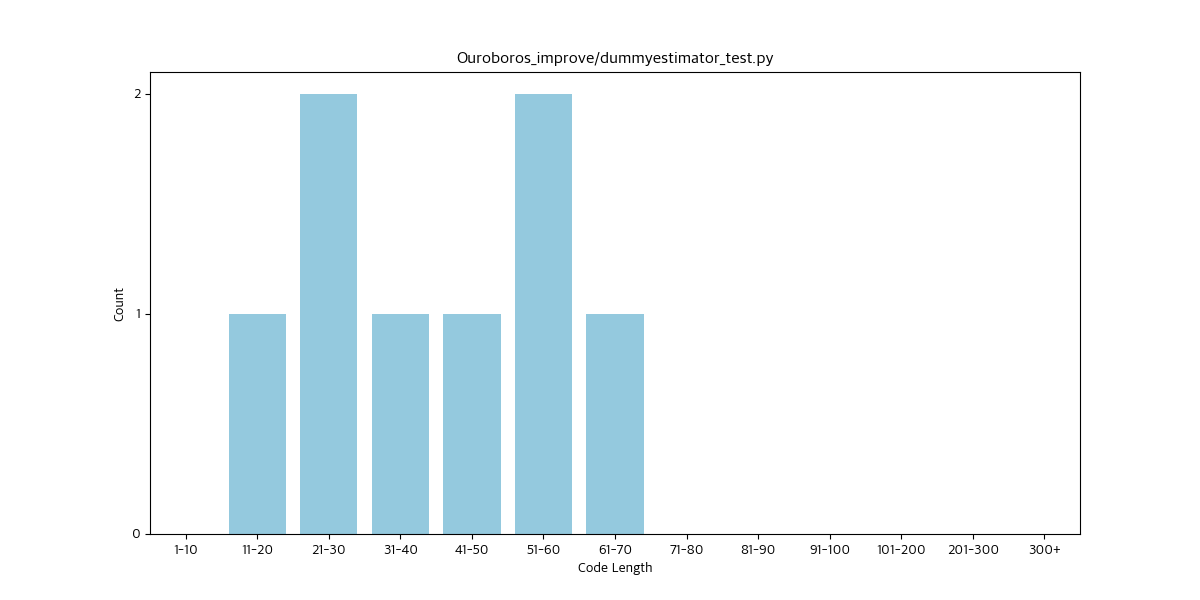 Ouroboros_improve/dummyestimator_test.py
Count
2
1
0
1-10 11-20 21-30 31-40 41-50 51-60 61-70 71-80 81-90 91-100 101-200 201-300 300+
Code Length